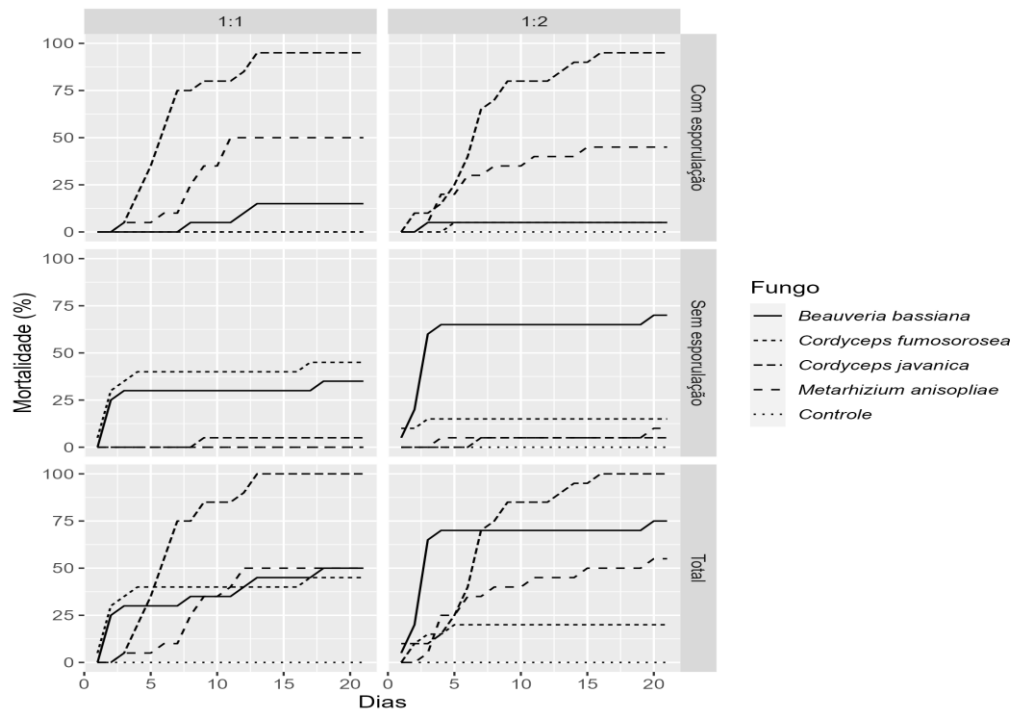 1:1
1:2
100
75
50
25
0
Com esporulação
100
75
50
25
0
Sem esporulação
100
75
50
25
0
Total
0
5
10
15
20
0
5
10
15
20
Mortalidade (%)
Dias
Fungo
Beauveria bassiana
Cordyceps fumosorosea
Cordyceps javanica
Metarhizium anisopliae
Controle